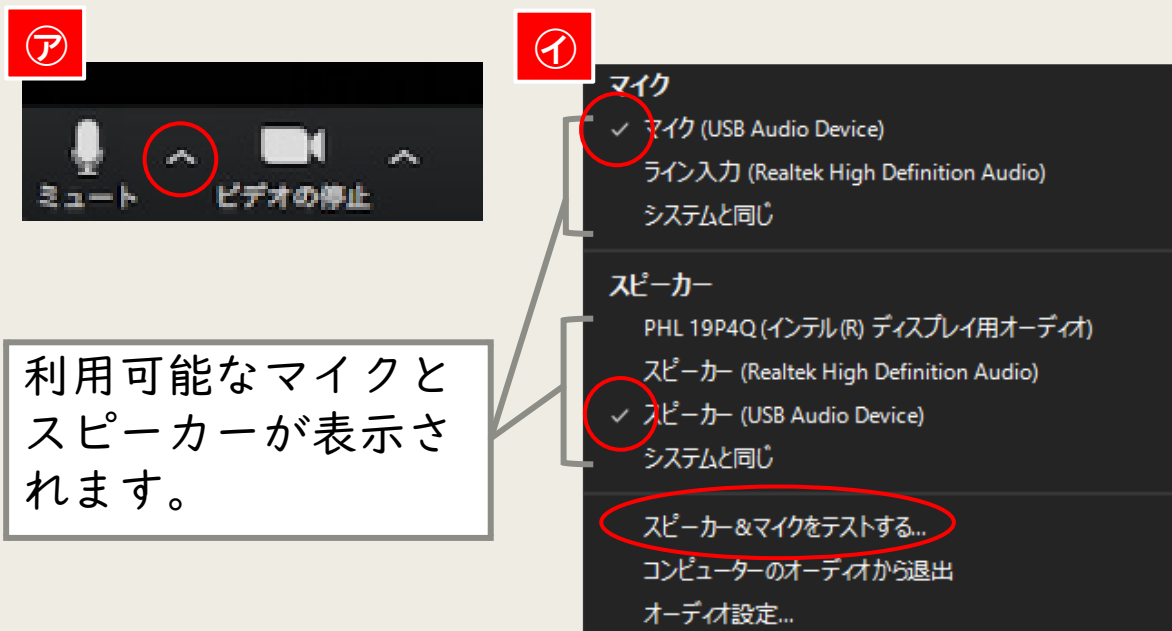 ㋐
ミュート
ビデオの停止
利用可能なマイクと
スピーカーが表示さ
れます。
㋑
マイク
マイク (USB Audio Device)
ライン入力 (Realtek High Definition Audio)
システムと同じ
スピーカー
PHL 19P4Q (インテル(R) ディスプレイ用オーディオ)
スピーカー (Realtek High Definition Audio)
スピーカー (USB Audio Device)
システムと同じ
スピーカー&マイクをテストする...
コンピューターのオーディオから退出
オーディオ設定...